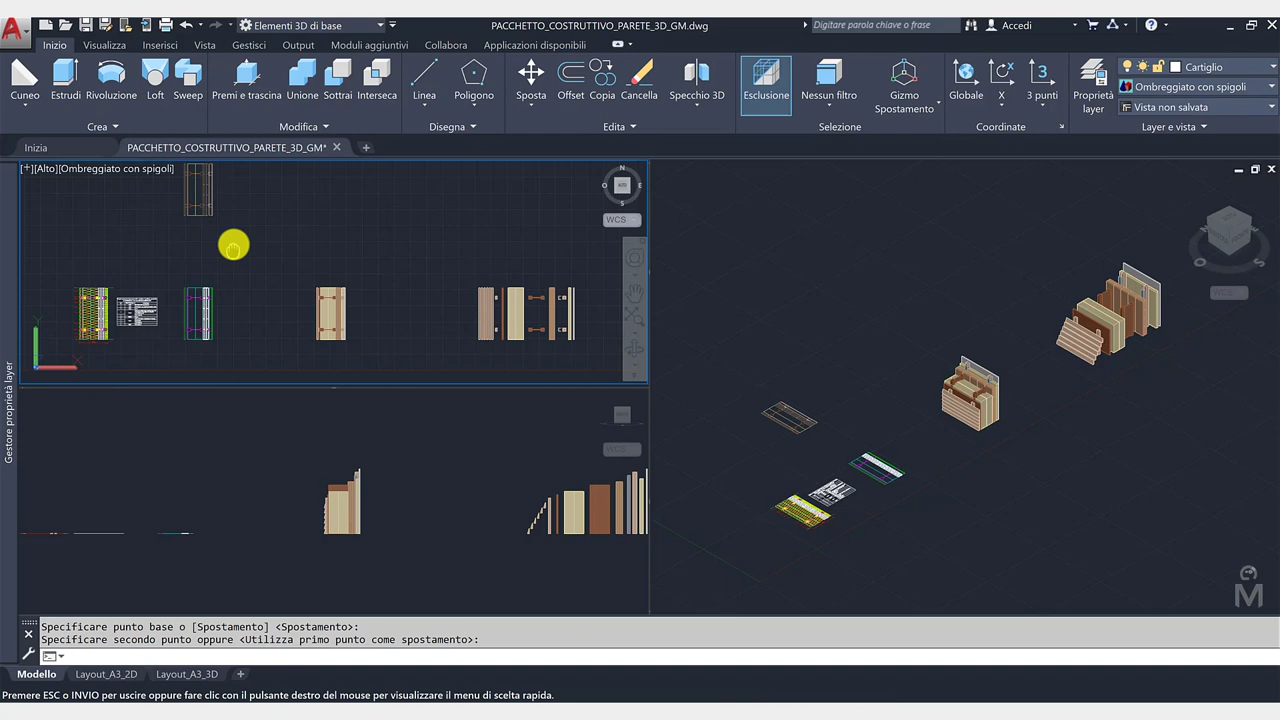 Elementi 3D di base
PACCHETTO_COSTRUTTIVO_PARETE_3D_GM.dwg
Digitare parola chiave o frase
Accedi
Inizio
Visualizza
Inserisci
Vista
Gestisci
Output
Moduli aggiuntivi
Collabora
Applicazioni disponibili
Cuneo
Estrudi
Rivoluzione
Loft
Sweep
Premi e trascina
Unione
Sottrai
Interseca
Linea
Poligono
Sposta
Offset
Copia
Cancella
Specchio 3D
Esclusione
Nessun filtro
Gizmo
Spostamento
Globale
X
3 punti
Proprietà
layer
Cartiglio
Ombreggiato con spigoli
Vista non salvata
Crea
Modifica
Disegna
Edita
Selezione
Coordinate
Layer e vista
Inizia
PACCHETTO_COSTRUTTIVO_PARETE_3D_GM*
[+][Alto][Ombreggiato con spigoli]
N
O
E
S
WCS
WCS
O
S
WCS
Y
X
Gestore proprietà layer
M
Specificare punto base o [Spostamento] <Spostamento>:
Specificare secondo punto oppure <Utilizza primo punto come spostamento>:
Modello
Layout_A3_2D
Layout_A3_3D
Premere ESC o INVIO per uscire oppure fare clic con il pulsante destro del mouse per visualizzare il menu di scelta rapida.